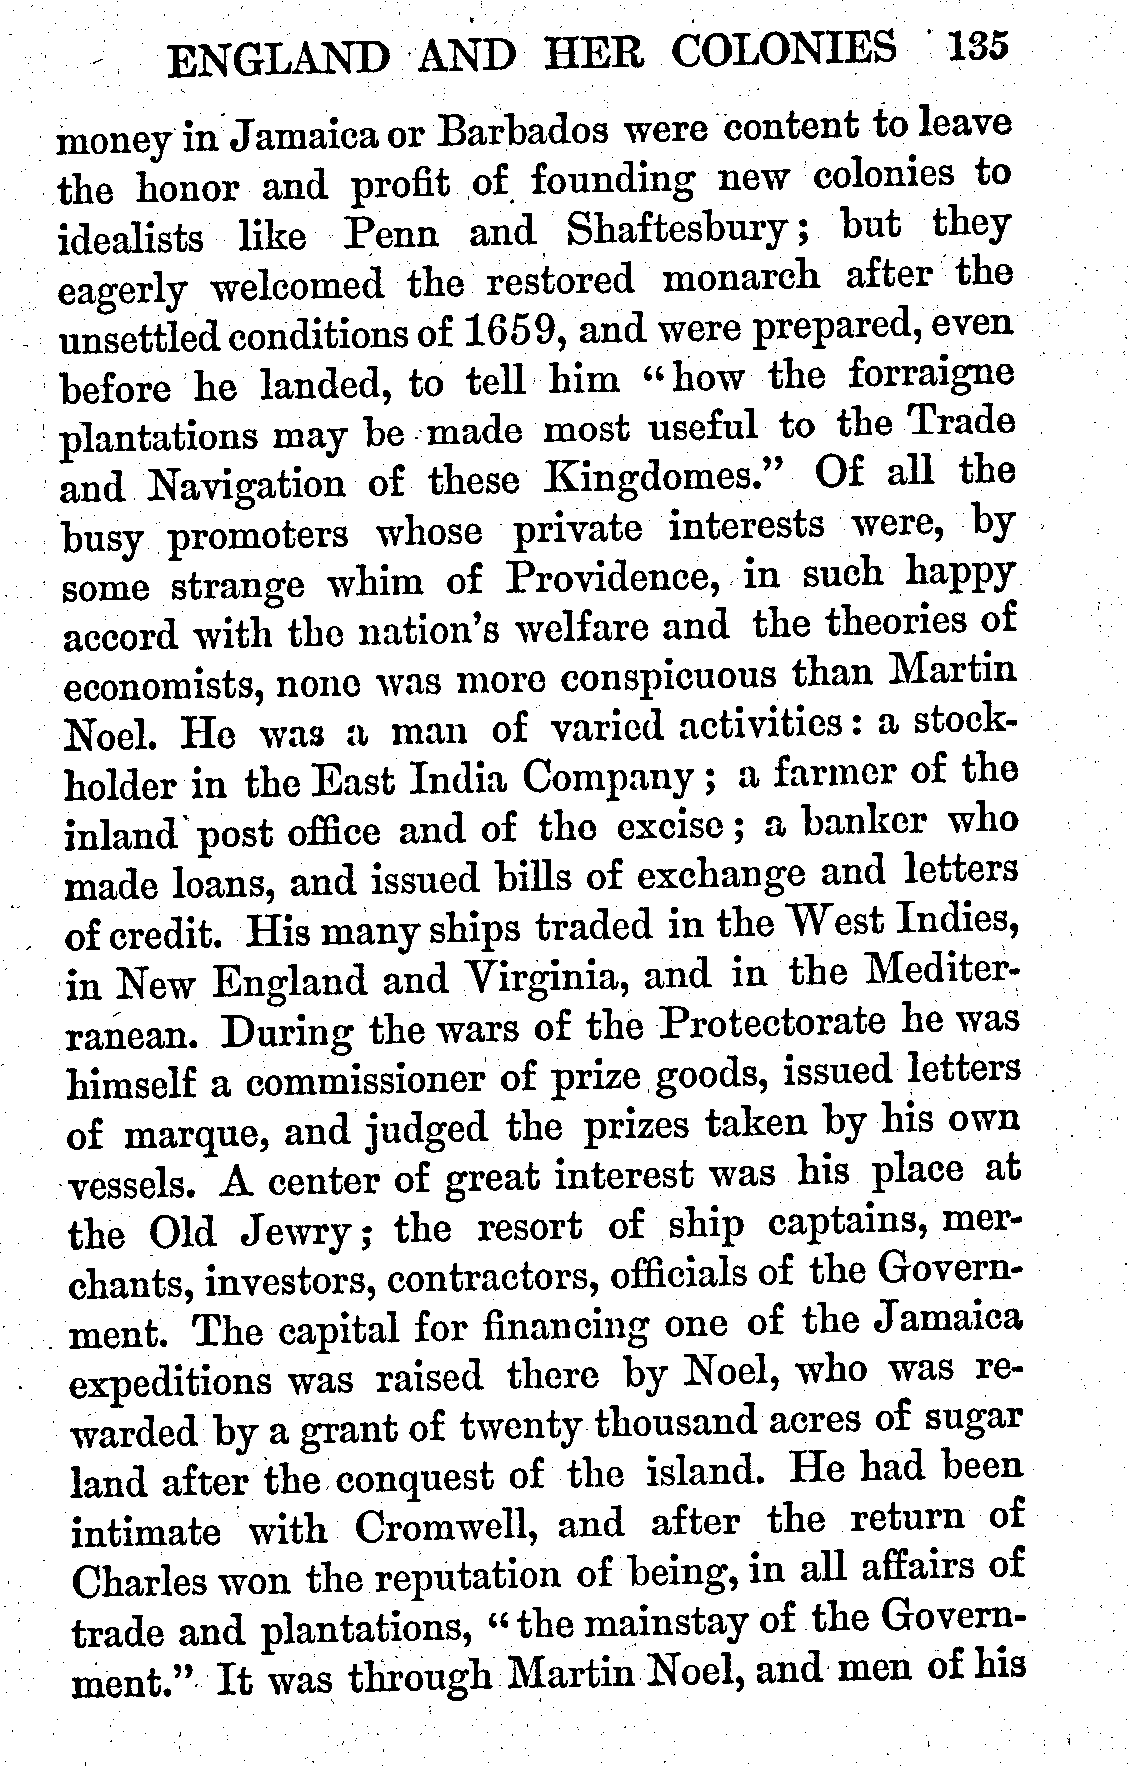 ENGLAND AND HER COLONIES 135
money in Jamaica or Barbados were content to leave
the honor and profit of founding new colonies to
idealists like Penn and Shaftesbury; but they
eagerly welcomed the restored monarch after the
unsettled conditions of 1659, and were prepared, even
before he landed, to tell him “how the forraigne
plantations may be made most useful to the Trade
and Navigation of these Kingdomes.” Of all the
busy promoters whose private interests were, by
some strange whim of Providence, in such happy
accord with the nation's welfare and the theories of
economists, none was more conspicuous than Martin
Noel. He was a man of varied activities: a stock-
holder in the East India Company; a farmer of the
inland post office and of the excise; a banker who
made loans, and issued bills of exchange and letters
of credit. His many ships traded in the West Indies,
in New England and Virginia, and in the Mediter-
ranean. During the wars of the Protectorate he was
himself a commissioner of prize goods, issued letters
of marque, and judged the prizes taken by his own
vessels. A center of great interest was his place at
the Old Jewry; the resort of ship captains, mer-
chants, investors, contractors, officials of the Govern-
ment. The capital for financing one of the Jamaica
expeditions was raised there by Noel, who was re-
warded by a grant of twenty thousand acres of sugar
land after the conquest of the island. He had been
intimate with Cromwell, and after the return of
Charles won the reputation of being, in all affairs of
trade and plantations, “the mainstay of the Govern-
ment.” It was through Martin Noel, and men of his